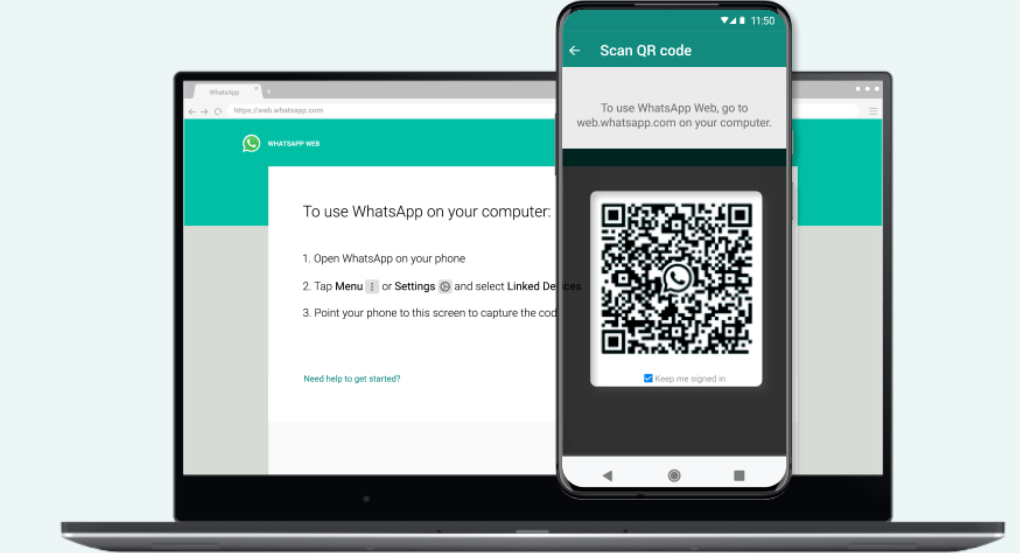 WhatsApp
https://web.whatsapp.com
WHATSAPP WEB
To use WhatsApp on your computer:
1. Open WhatsApp on your phone
2. Tap Menu or Settings and select Linked Devices
3. Point your phone to this screen to capture the cod
Need help to get started?
11:50
Scan QR code
To use WhatsApp Web, go to
web.whatsapp.com on your computer.
Keep me signed in